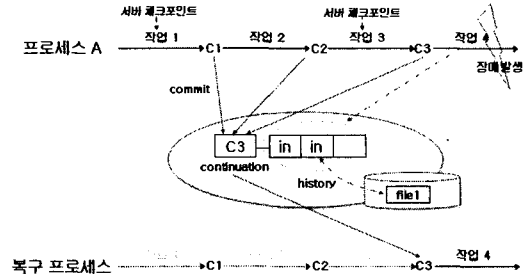 서버 체크포인트 서버 체크포인트
프로세스 A 작업 1 C1 작업 2 C2 작업 3 C3 작업 4
장애발생
commit
C3 in in
continuation
history
file1
복구 프로세스 C1 C2 C3 작업 4